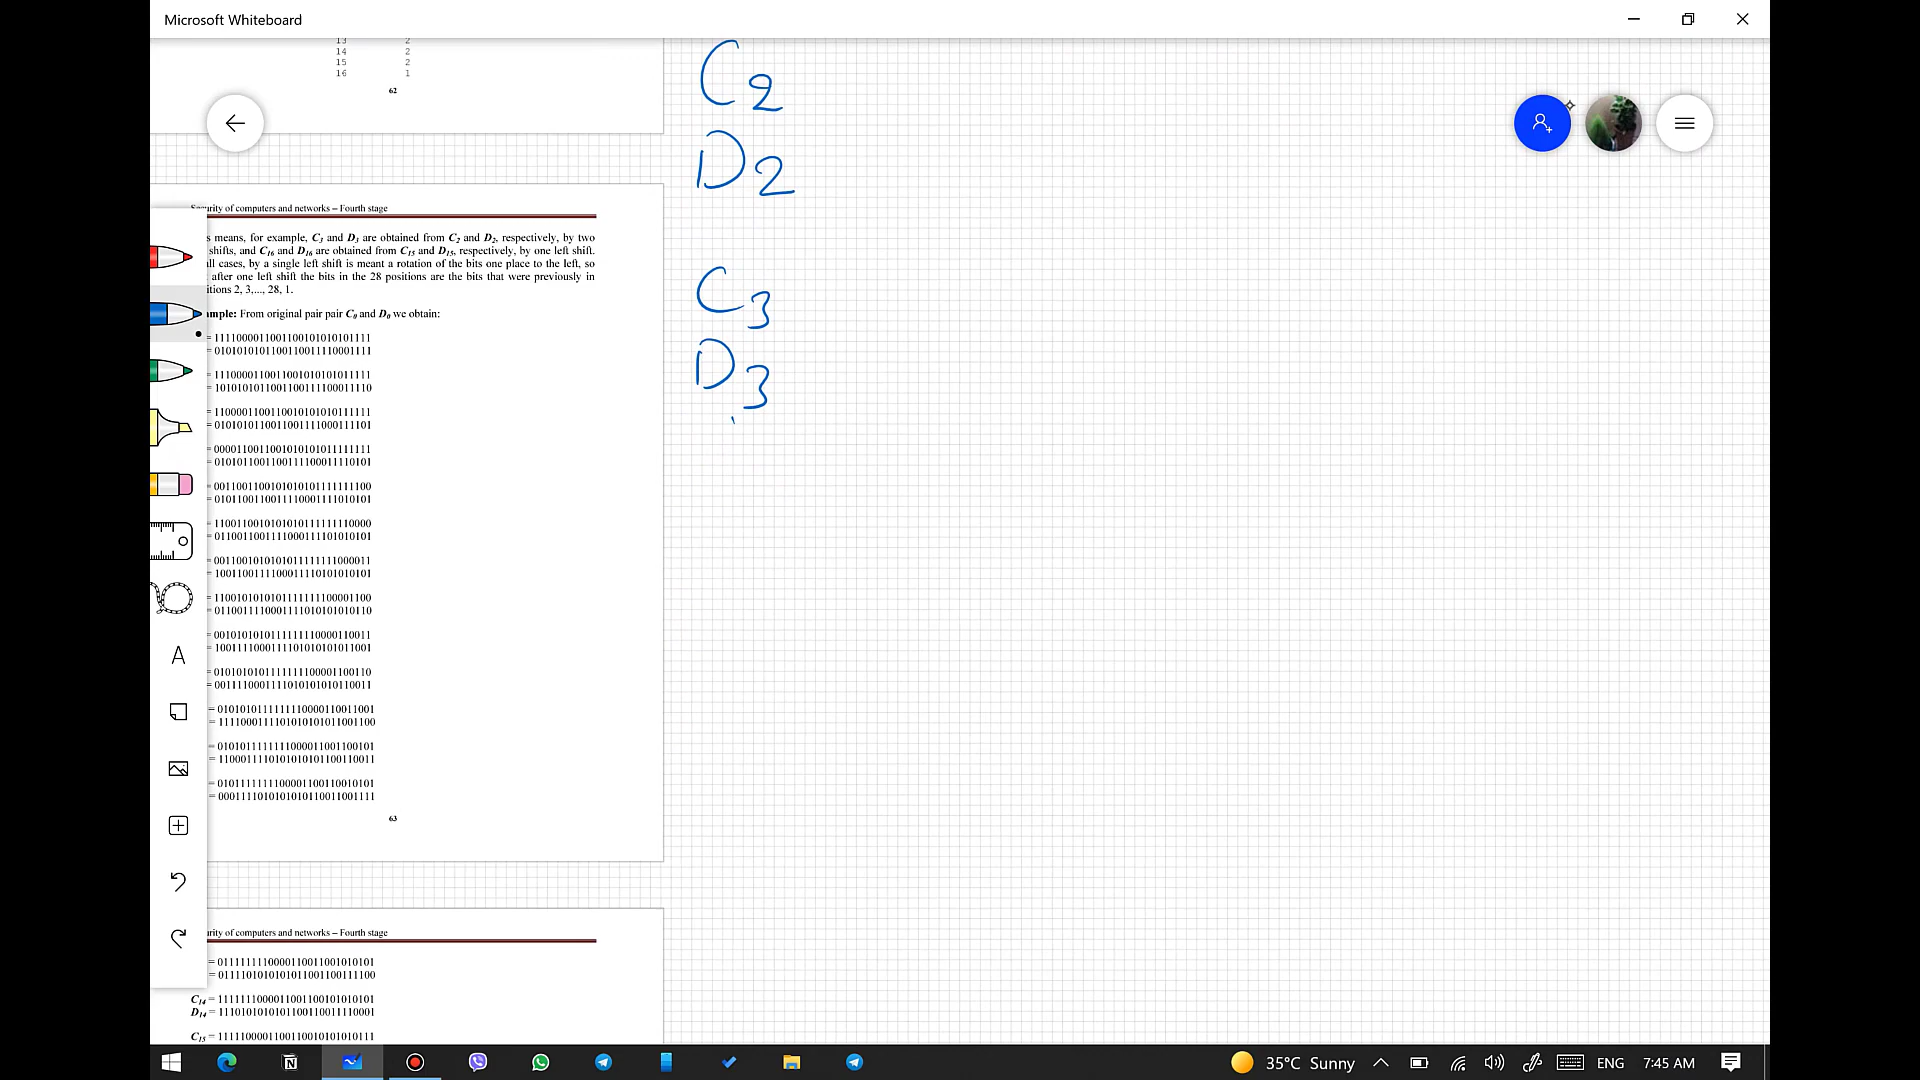 Microsoft Whiteboard
13 2
14 2
15 2
16 1
62
Security of computers and networks – Fourth stage
s means, for example, C3 and D3 are obtained from C2 and D2, respectively, by two
shifts, and C16 and D16 are obtained from C15 and D15, respectively, by one left shift.
ll cases, by a single left shift is meant a rotation of the bits one place to the left, so
after one left shift the bits in the 28 positions are the bits that were previously in
itions 2, 3,..., 28, 1.
mple: From original pair pair C0 and D0 we obtain:
= 1111000011001100101010101111
= 0101010101100110011110001111
= 1110000110011001010101011111
= 1010101011001100111100011110
= 1100001100110010101010111111
= 0101010110011001111000111101
= 0000110011001010101011111111
= 0101011001100111100011110101
= 0011001100101010101111111100
= 0101100110011110001111010101
= 1100110010101010111111110000
= 0110011001111000111101010101
= 0011001010101011111111000011
= 1001100111100011110101010101
= 1100101010101111111100001100
= 0110011110001111010101010110
= 0010101010111111110000110011
= 1001111000111101010101011001
= 0101010101111111100001100110
= 0011110001111010101010110011
= 0101010111111110000110011001
= 1111000111101010101011001100
= 0101011111111000011001100101
= 1100011110101010101100110011
= 0101111111100001100110010101
= 0001111010101010110011001111
63
urity of computers and networks – Fourth stage
= 0111111110000110011001010101
= 0111101010101011001100111100
C14 = 1111111000011001100101010101
D14 = 1110101010101100110011110001
C15 = 1111100001100110010101010111
C2
D2
C3
D3
A
35°C Sunny
ENG
7:45 AM